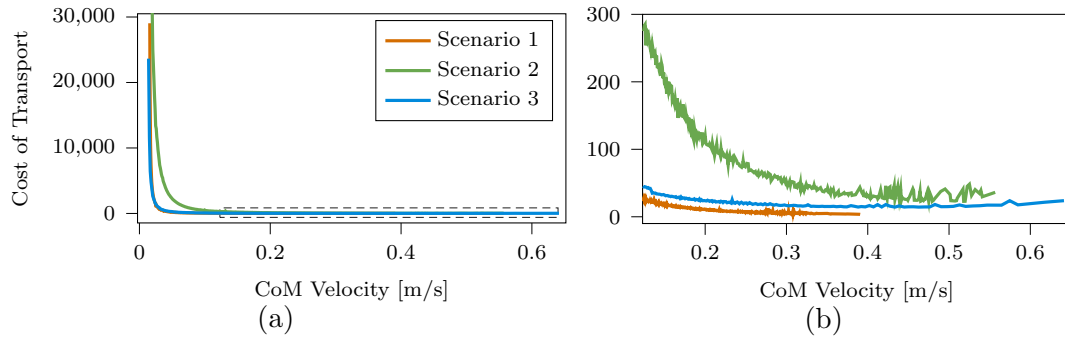 30,000
20,000
10,000
0
Cost of Transport
0
0.2
0.4
0.6
CoM Velocity [m/s]
Scenario 1
Scenario 2
Scenario 3
(a)
300
200
100
0
0.2
0.3
0.4
0.5
0.6
CoM Velocity [m/s]
(b)